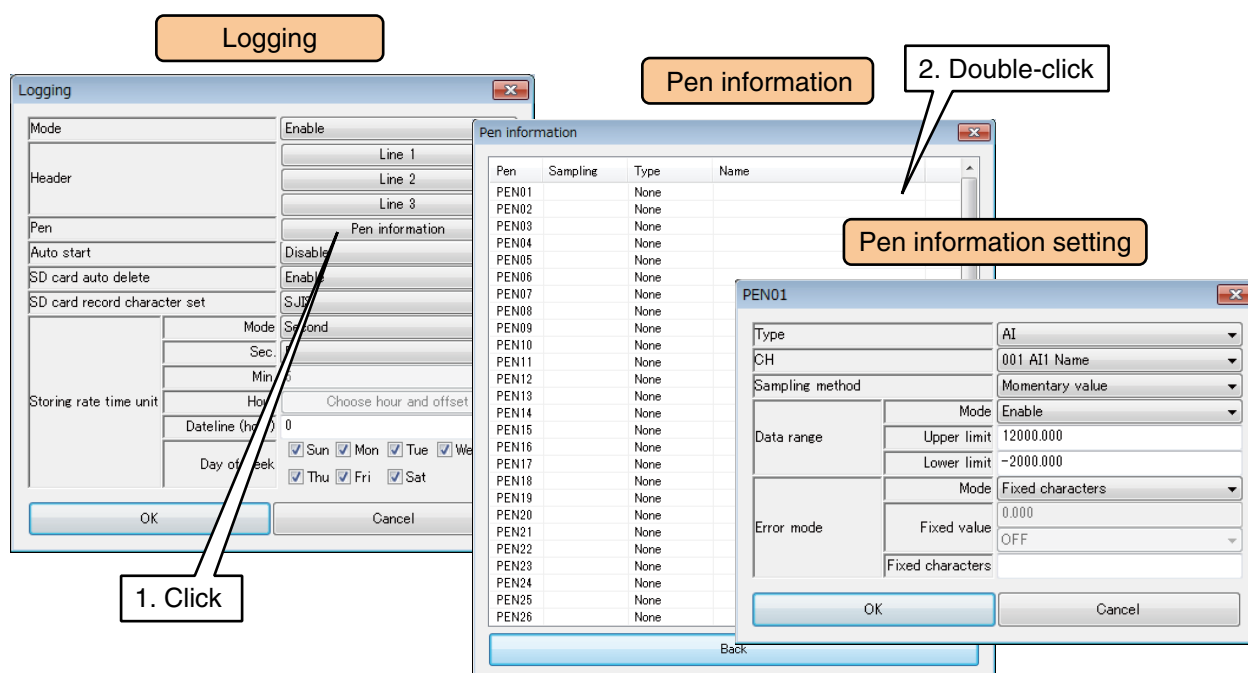 Logging
Logging
Mode Enable
Header Line 1
Line 2
Line 3
Pen Pen information
Auto start Disable
SD card auto delete Enable
SD card record character set SJIS
Storing rate time unit Mode Second
Sec.
Min
Hou Choose hour and offset
Dateline (ho ) 0
Day of eek Sun Mon Tue We
Thu Fri Sat
OK Cancel
1. Click
Pen information
2. Double-click
Pen information
Pen Sampling Type Name
PEN01 None
PEN02 None
PEN03 None
PEN04 None
PEN05 None
PEN06 None
PEN07 None
PEN08 None
PEN09 None
PEN10 None
PEN11 None
PEN12 None
PEN13 None
PEN14 None
PEN15 None
PEN16 None
PEN17 None
PEN18 None
PEN19 None
PEN20 None
PEN21 None
PEN22 None
PEN23 None
PEN24 None
PEN25 None
PEN26 None
Back
Pen information setting
PEN01
Type AI
CH 001 AI1 Name
Sampling method Momentary value
Data range Mode Enable
Upper limit 12000.000
Lower limit -2000.000
Error mode Mode Fixed characters
Fixed value 0.000
OFF
Fixed characters
OK Cancel